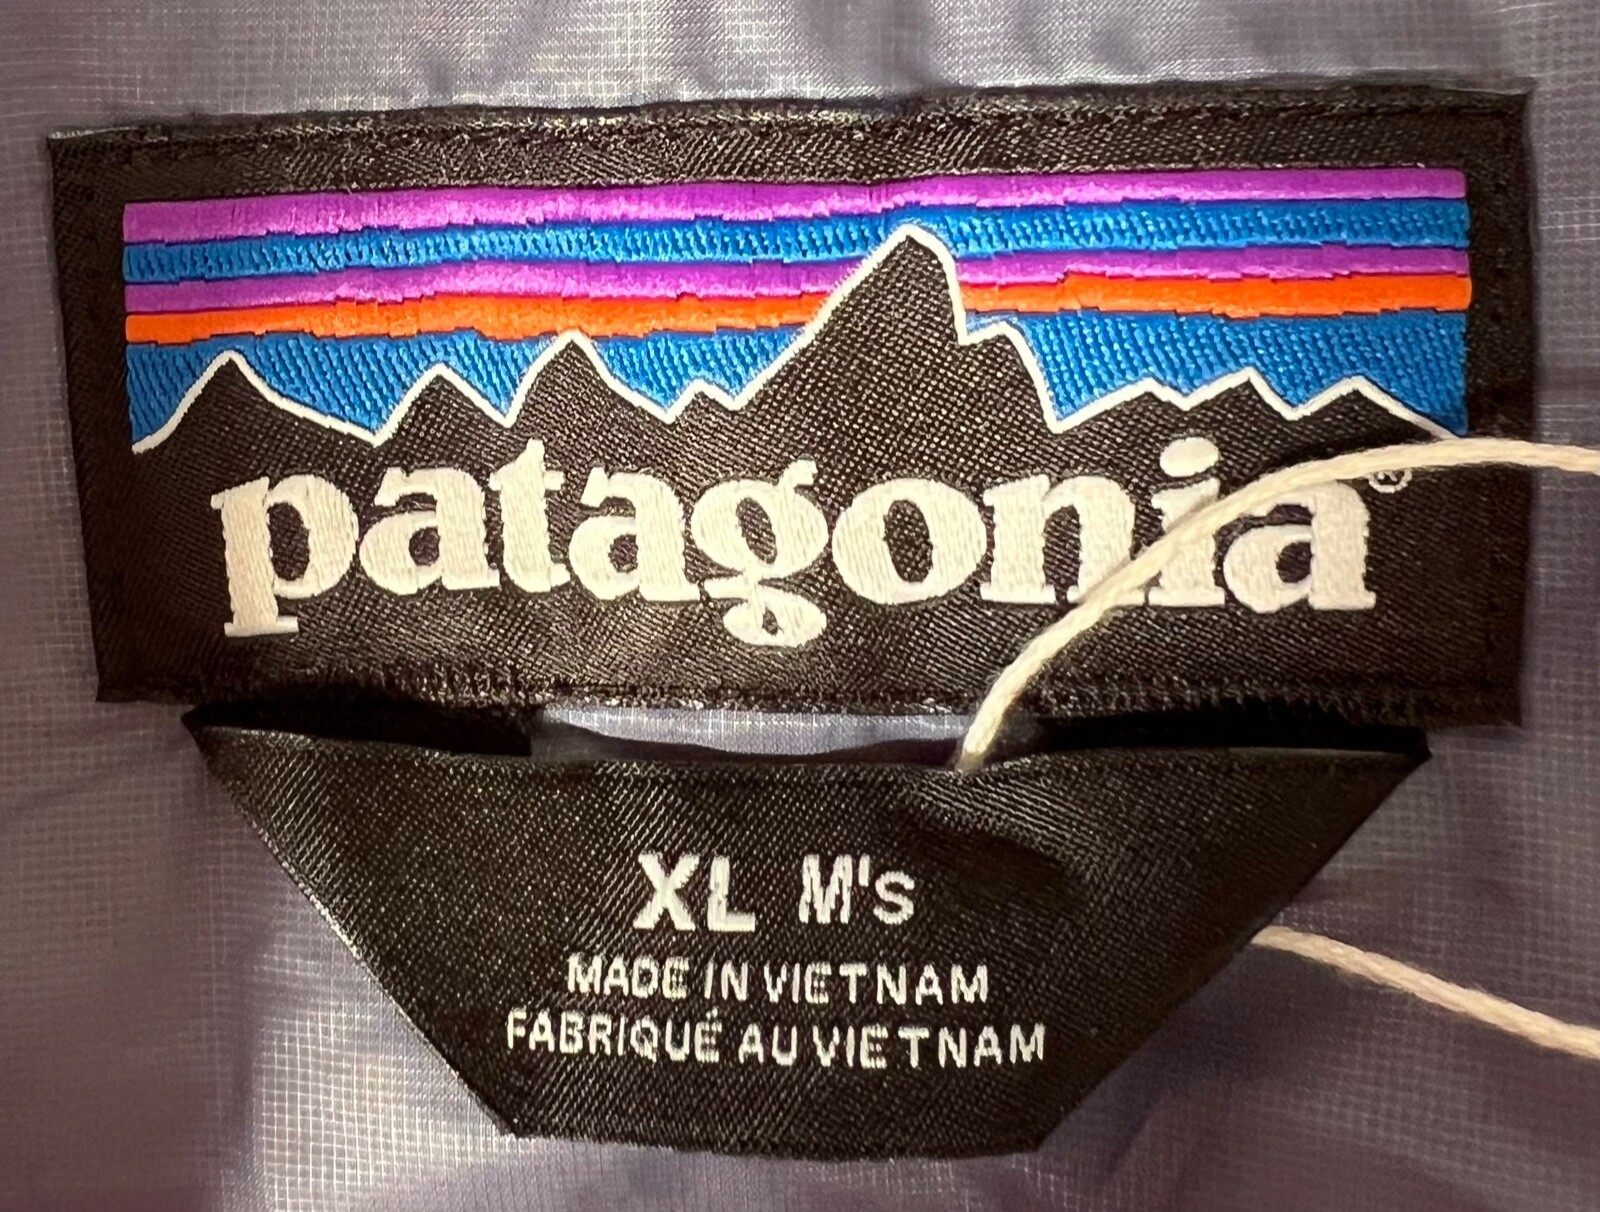 patagonia®
XL M's
MADE IN VIETNAM
FABRIQUÉ AU VIETNAM